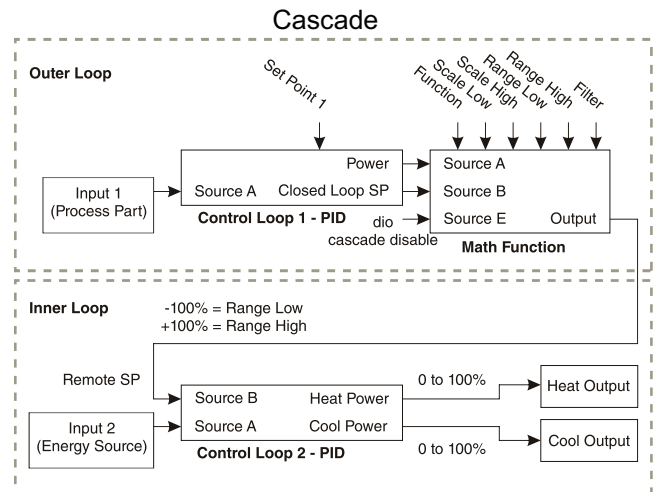 Cascade
Outer Loop
Set Point 1
Function
Scale Low
Scale High
Range Low
Range High
Filter
Input 1
(Process Part)
Source A
Power
Closed Loop SP
Control Loop 1 - PID
Source A
Source B
Source E
Output
dio
cascade disable
Math Function
Inner Loop
-100% = Range Low
+100% = Range High
Remote SP
Input 2
(Energy Source)
Source B
Source A
Heat Power
Cool Power
Control Loop 2 - PID
0 to 100%
0 to 100%
Heat Output
Cool Output